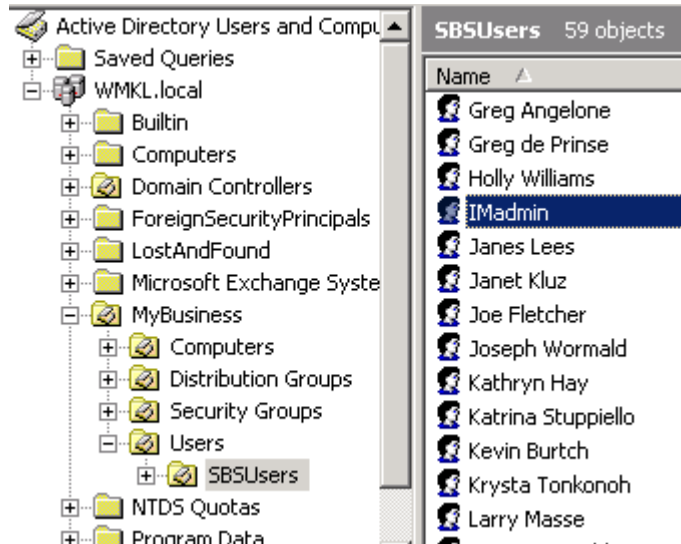 Active Directory Users and Compu
Saved Queries
WMKL.local
Builtin
Computers
Domain Controllers
ForeignSecurityPrincipals
LostAndFound
Microsoft Exchange Syste
MyBusiness
Computers
Distribution Groups
Security Groups
Users
SBSUsers
NTDS Quotas
Program Data
SBSUsers 59 objects
Name
Greg Angelone
Greg de Prinse
Holly Williams
IMadmin
Janes Lees
Janet Kluz
Joe Fletcher
Joseph Wormald
Kathryn Hay
Katrina Stuppiello
Kevin Burtch
Krysta Tonkonoh
Larry Masse